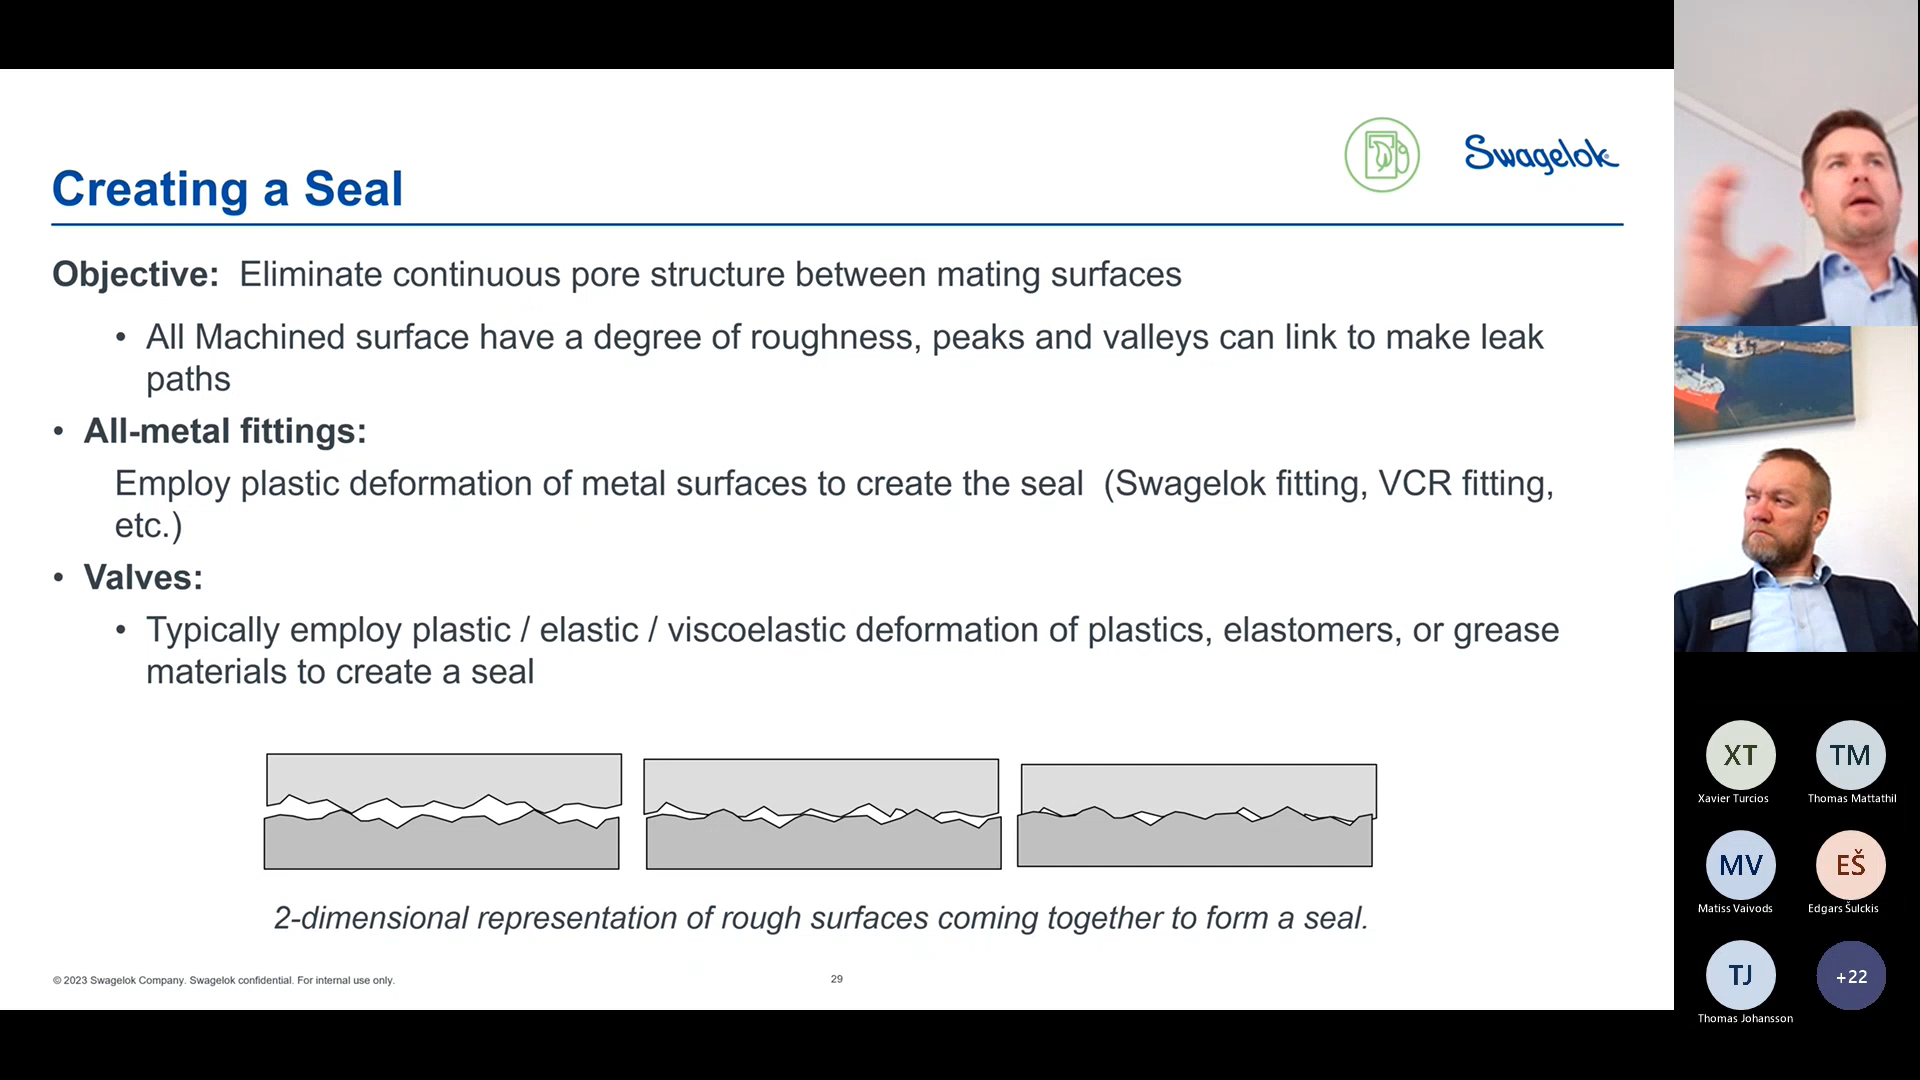 Swagelok
Creating a Seal
Objective: Eliminate continuous pore structure between mating surfaces
• All Machined surface have a degree of roughness, peaks and valleys can link to make leak
paths
• All-metal fittings:
Employ plastic deformation of metal surfaces to create the seal (Swagelok fitting, VCR fitting,
etc.)
• Valves:
• Typically employ plastic / elastic / viscoelastic deformation of plastics, elastomers, or grease
materials to create a seal
2-dimensional representation of rough surfaces coming together to form a seal.
© 2023 Swagelok Company. Swagelok confidential. For internal use only.
29
XT
Xavier Turcios
TM
Thomas Mattathil
MV
Matiss Vaivods
EŠ
Edgars Šulckis
TJ
Thomas Johansson
+22